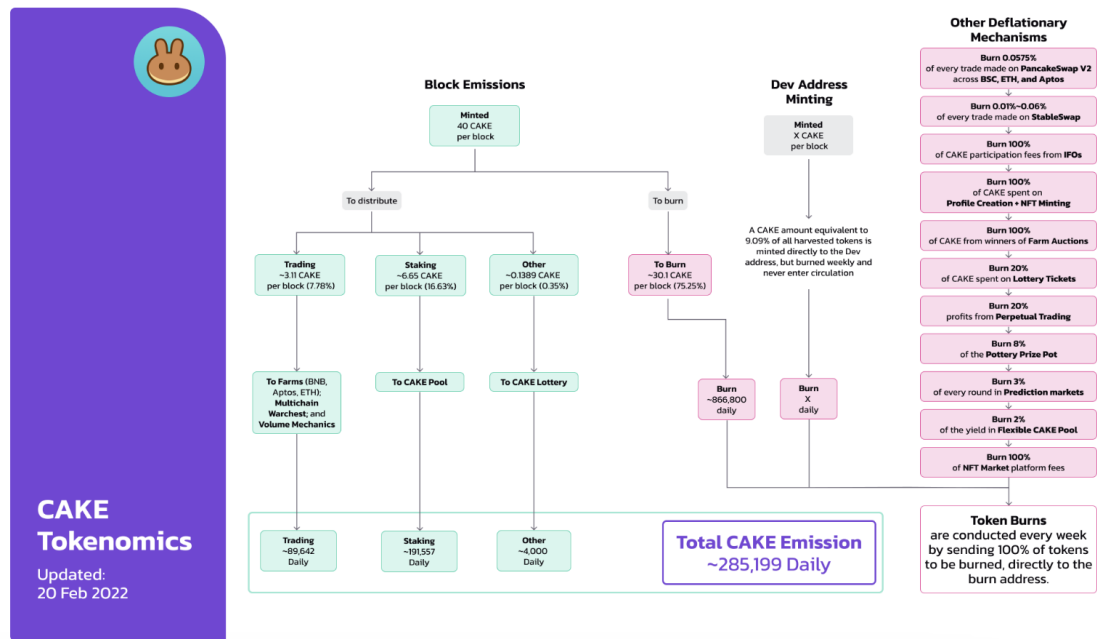 CAKE
Tokenomics
Updated:
20 Feb 2022
Block Emissions
Minted
40 CAKE
per block
To distribute
To burn
Trading
~3.11 CAKE
per block (7.78%)
Staking
~6.65 CAKE
per block (16.63%)
Other
~0.1389 CAKE
per block (0.35%)
To Burn
~30.1 CAKE
per block (75.25%)
To Farms (BNB,
Aptos, ETH);
Multichain
Warchest; and
Volume Mechanics
To CAKE Pool
To CAKE Lottery
Burn
~866,800
daily
Trading
~89,642
Daily
Staking
~191,557
Daily
Other
~4,000
Daily
Total CAKE Emission
~285,199 Daily
Dev Address
Minting
Minted
X CAKE
per block
A CAKE amount equivalent to
9.09% of all harvested tokens is
minted directly to the Dev
address, but burned weekly and
never enter circulation
Burn
X
daily
Other Deflationary
Mechanisms
Burn 0.0575%
of every trade made on PancakeSwap V2
across BSC, ETH, and Aptos
Burn 0.01%~0.06%
of every trade made on StableSwap
Burn 100%
of CAKE participation fees from IFOs
Burn 100%
of CAKE spent on
Profile Creation + NFT Minting
Burn 100%
of CAKE from winners of Farm Auctions
Burn 20%
of CAKE spent on Lottery Tickets
Burn 20%
profits from Perpetual Trading
Burn 8%
of the Pottery Prize Pot
Burn 3%
of every round in Prediction markets
Burn 2%
of the yield in Flexible CAKE Pool
Burn 100%
of NFT Market platform fees
Token Burns
are conducted every week
by sending 100% of tokens
to be burned, directly to the
burn address.